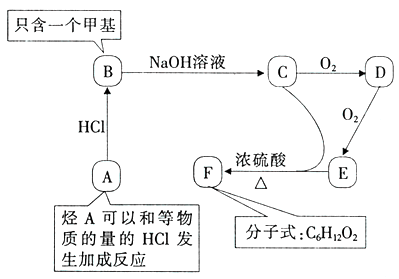 只含一个甲基
B
NaOH溶液
C
O₂
D
HCl
O₂
浓硫酸
△
A
F
E
烃A可以和等物
质的量的HCl发
生加成反应
分子式:C₆H₁₂O₂